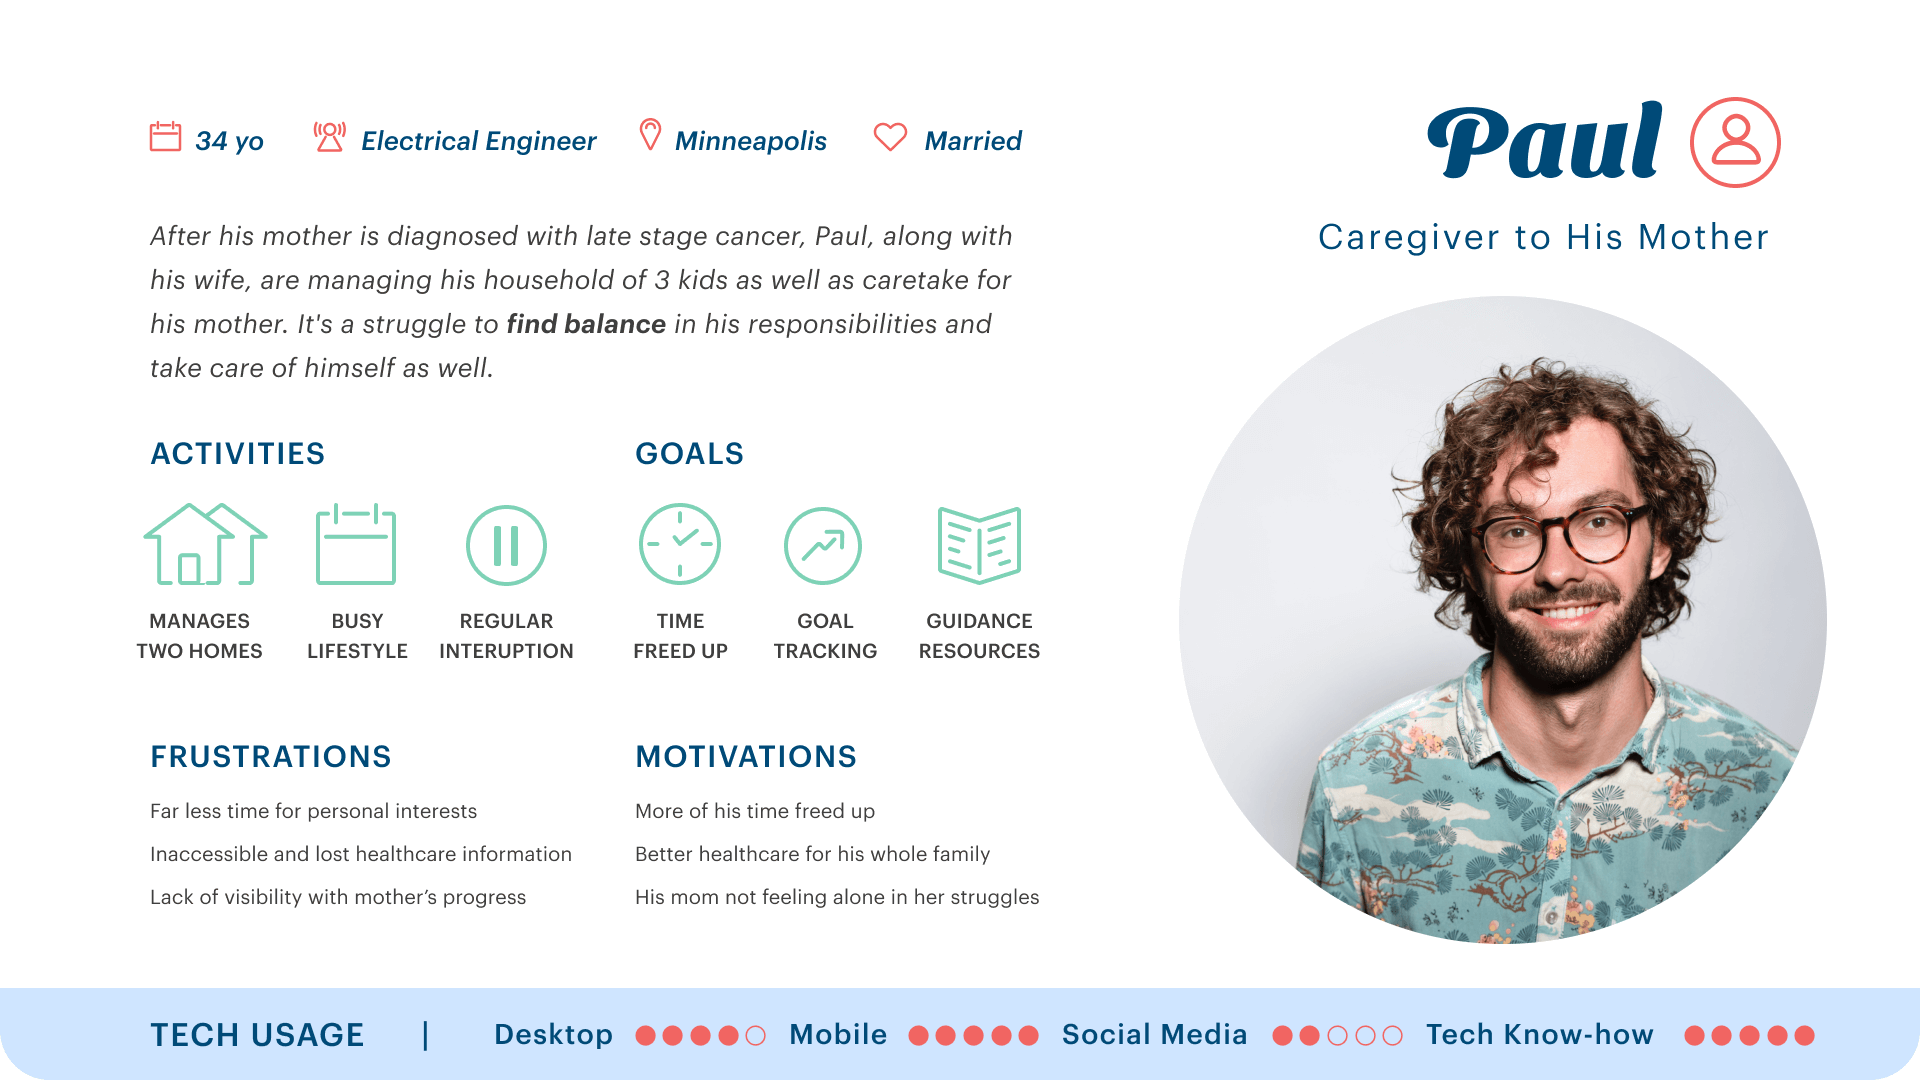 34 yo
Electrical Engineer
Minneapolis
Married
Paul
Caregiver to His Mother
After his mother is diagnosed with late stage cancer, Paul, along with
his wife, are managing his household of 3 kids as well as caretake for
his mother. It's a struggle to find balance in his responsibilities and
take care of himself as well.
ACTIVITIES
MANAGES
TWO HOMES
BUSY
LIFESTYLE
REGULAR
INTERUPTION
GOALS
TIME
FREED UP
GOAL
TRACKING
GUIDANCE
RESOURCES
FRUSTRATIONS
Far less time for personal interests
Inaccessible and lost healthcare information
Lack of visibility with mother’s progress
MOTIVATIONS
More of his time freed up
Better healthcare for his whole family
His mom not feeling alone in her struggles
TECH USAGE | Desktop Mobile Social Media Tech Know-how